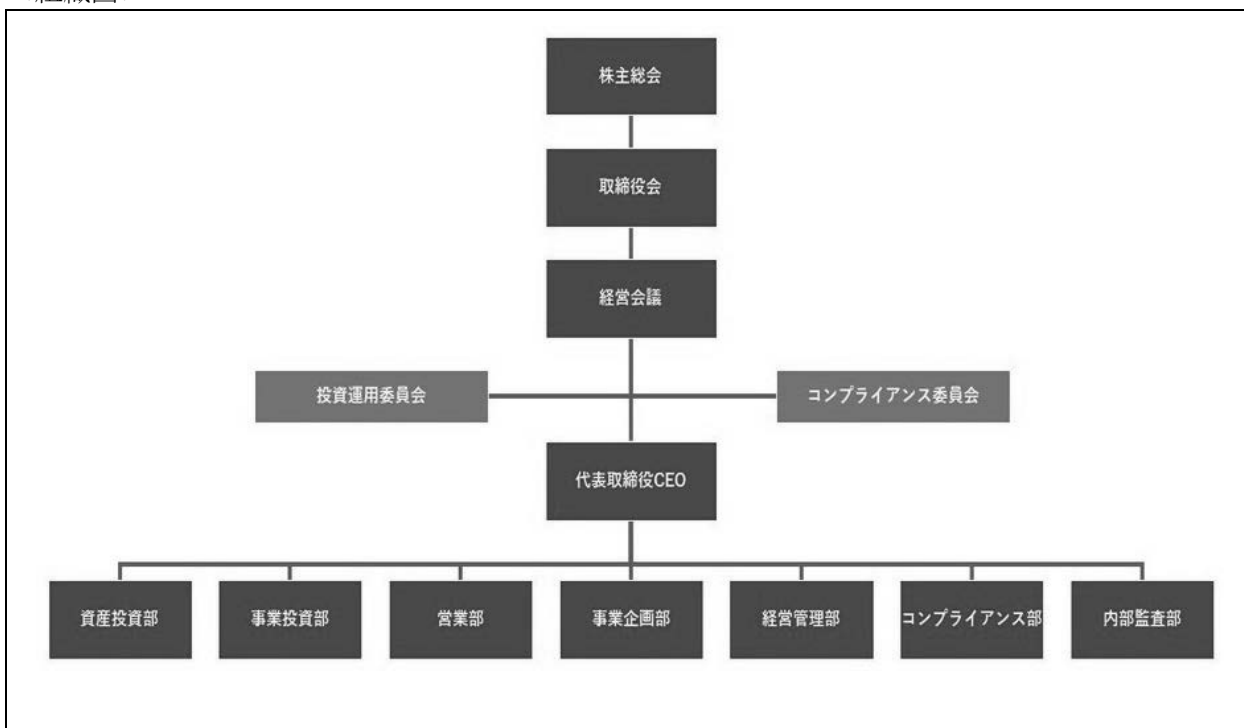 株主総会
取締役会
経営会議
投資運用委員会
コンプライアンス委員会
代表取締役CEO
資産投資部
事業投資部
営業部
事業企画部
経営管理部
コンプライアンス部
内部監査部